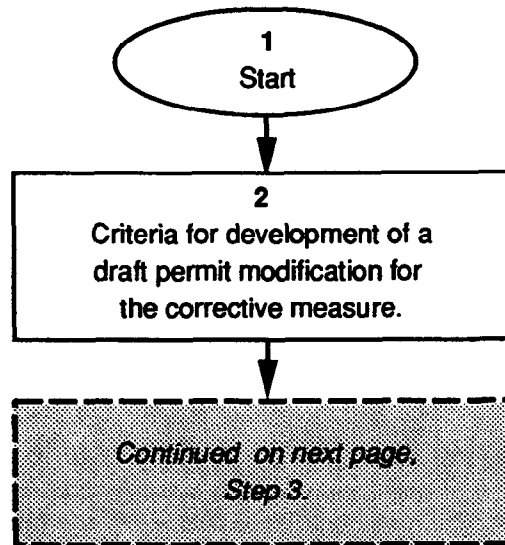 1
Start
2
Criteria for development of a
draft permit modification for
the corrective measure.
Continued on next page,
Step 3.